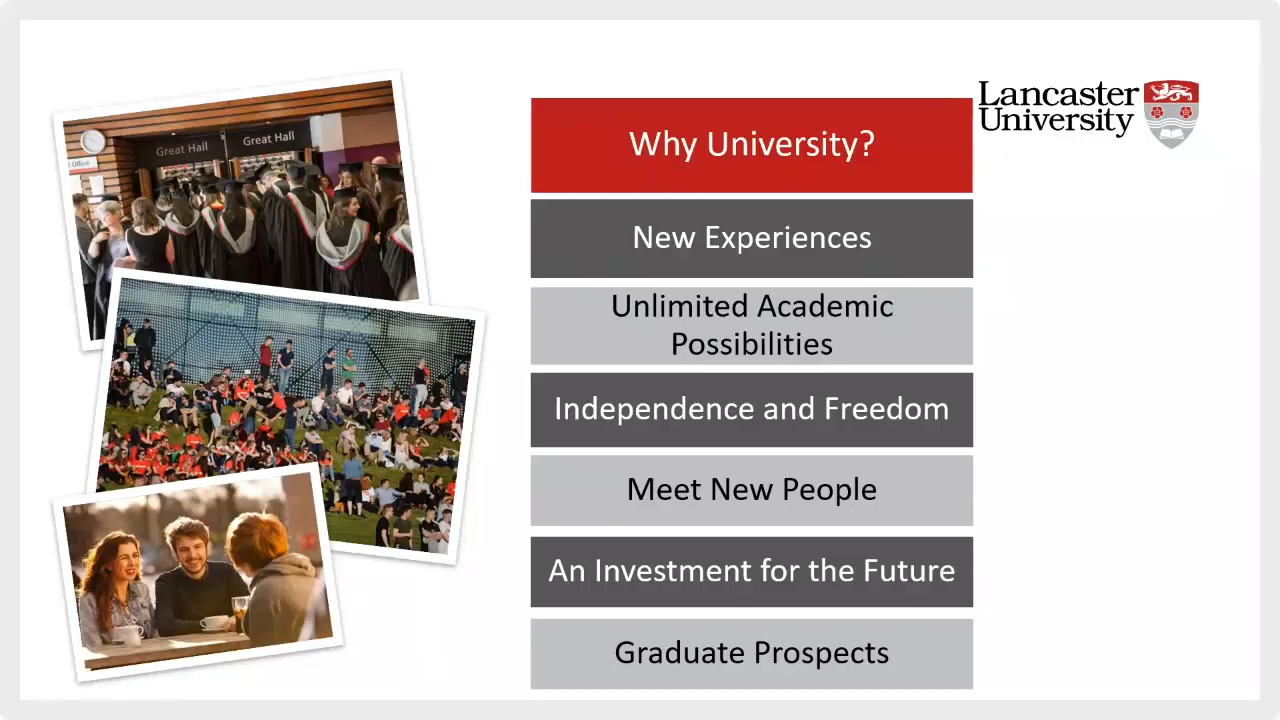 Great Hall
Great Hall
Office
Why University?
New Experiences
Unlimited Academic
Possibilities
Independence and Freedom
Meet New People
An Investment for the Future
Graduate Prospects
Lancaster
University